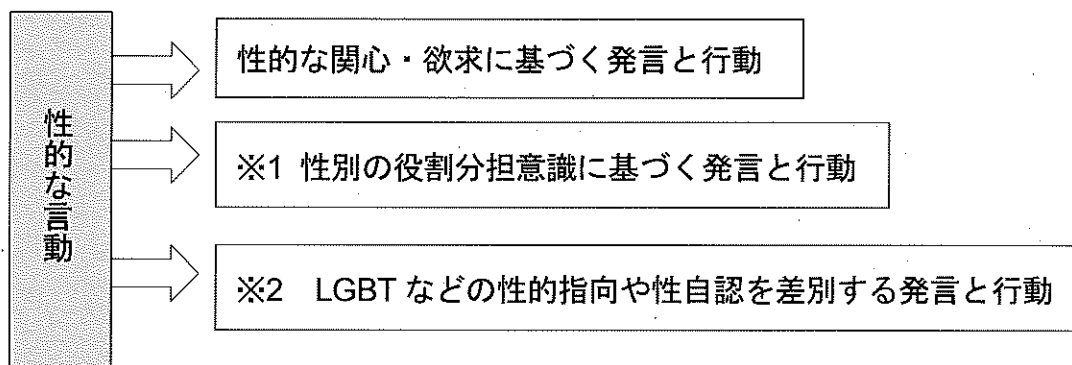 性的な言動
性的な関心・欲求に基づく発言と行動
※1 性別の役割分担意識に基づく発言と行動
※2 LGBT などの性的指向や性自認を差別する発言と行動